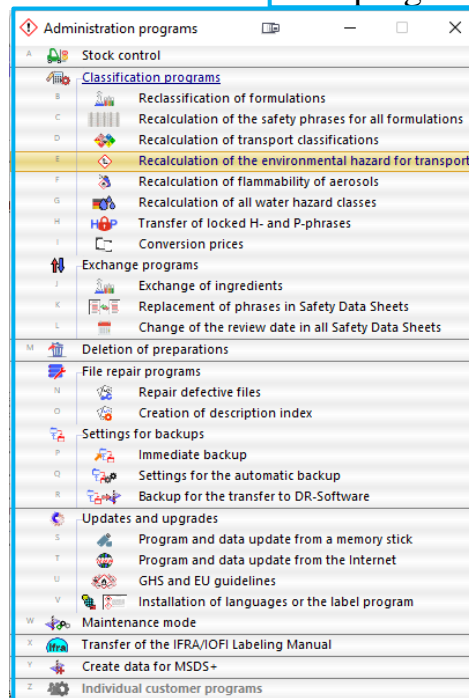 progra
Administration programs
A Stock control
Classification programs
B Reclassification of formulations
C Recalculation of the safety phrases for all formulations
D Recalculation of transport classifications
E Recalculation of the environmental hazard for transport
F Recalculation of flammability of aerosols
G Recalculation of all water hazard classes
H HOP Transfer of locked H- and P-phrases
I Conversion prices
Exchange programs
J Exchange of ingredients
K Replacement of phrases in Safety Data Sheets
L Change of the review date in all Safety Data Sheets
M Deletion of preparations
File repair programs
N Repair defective files
O Creation of description index
Settings for backups
P Immediate backup
Q Settings for the automatic backup
R Backup for the transfer to DR-Software
Updates and upgrades
S Program and data update from a memory stick
T Program and data update from the Internet
U GHS and EU guidelines
V Installation of languages or the label program
W Maintenance mode
X ifra Transfer of the IFRA/IOFI Labeling Manual
Y Create data for MSDS+
Z Individual customer programs